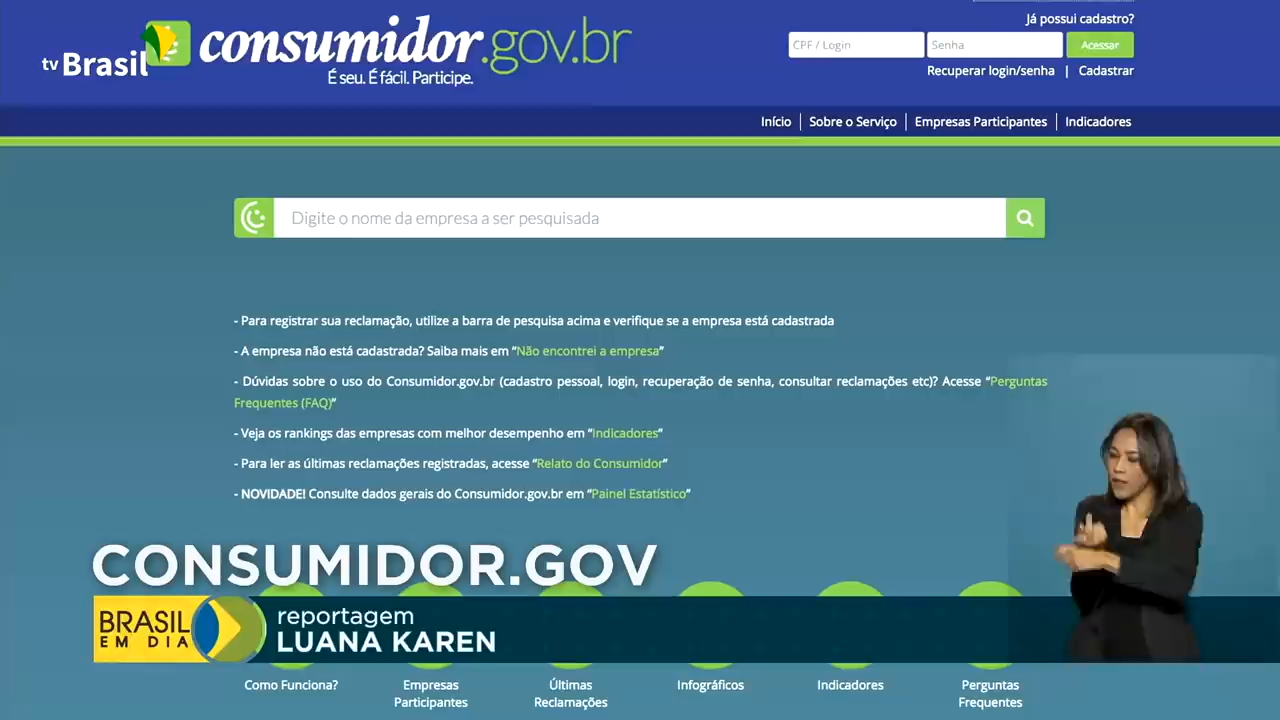 tv Brasil
consumidor.gov.br
É seu. É fácil. Participe.
Já possui cadastro?
CPF / Login
Senha
Acessar
Recuperar login/senha | Cadastrar
Início | Sobre o Serviço | Empresas Participantes | Indicadores
Digite o nome da empresa a ser pesquisada
- Para registrar sua reclamação, utilize a barra de pesquisa acima e verifique se a empresa está cadastrada
- A empresa não está cadastrada? Saiba mais em “Não encontrei a empresa”
- Dúvidas sobre o uso do Consumidor.gov.br (cadastro pessoal, login, recuperação de senha, consultar reclamações etc)? Acesse “Perguntas
Frequentes (FAQ)”
- Veja os rankings das empresas com melhor desempenho em “Indicadores”
- Para ler as últimas reclamações registradas, acesse “Relato do Consumidor”
- NOVIDADE! Consulte dados gerais do Consumidor.gov.br em “Painel Estatístico”
CONSUMIDOR.GOV
BRASIL
EM DIA
reportagem
LUANA KAREN
Como Funciona?
Empresas
Participantes
Últimas
Reclamações
Infográficos
Indicadores
Perguntas
Frequentes